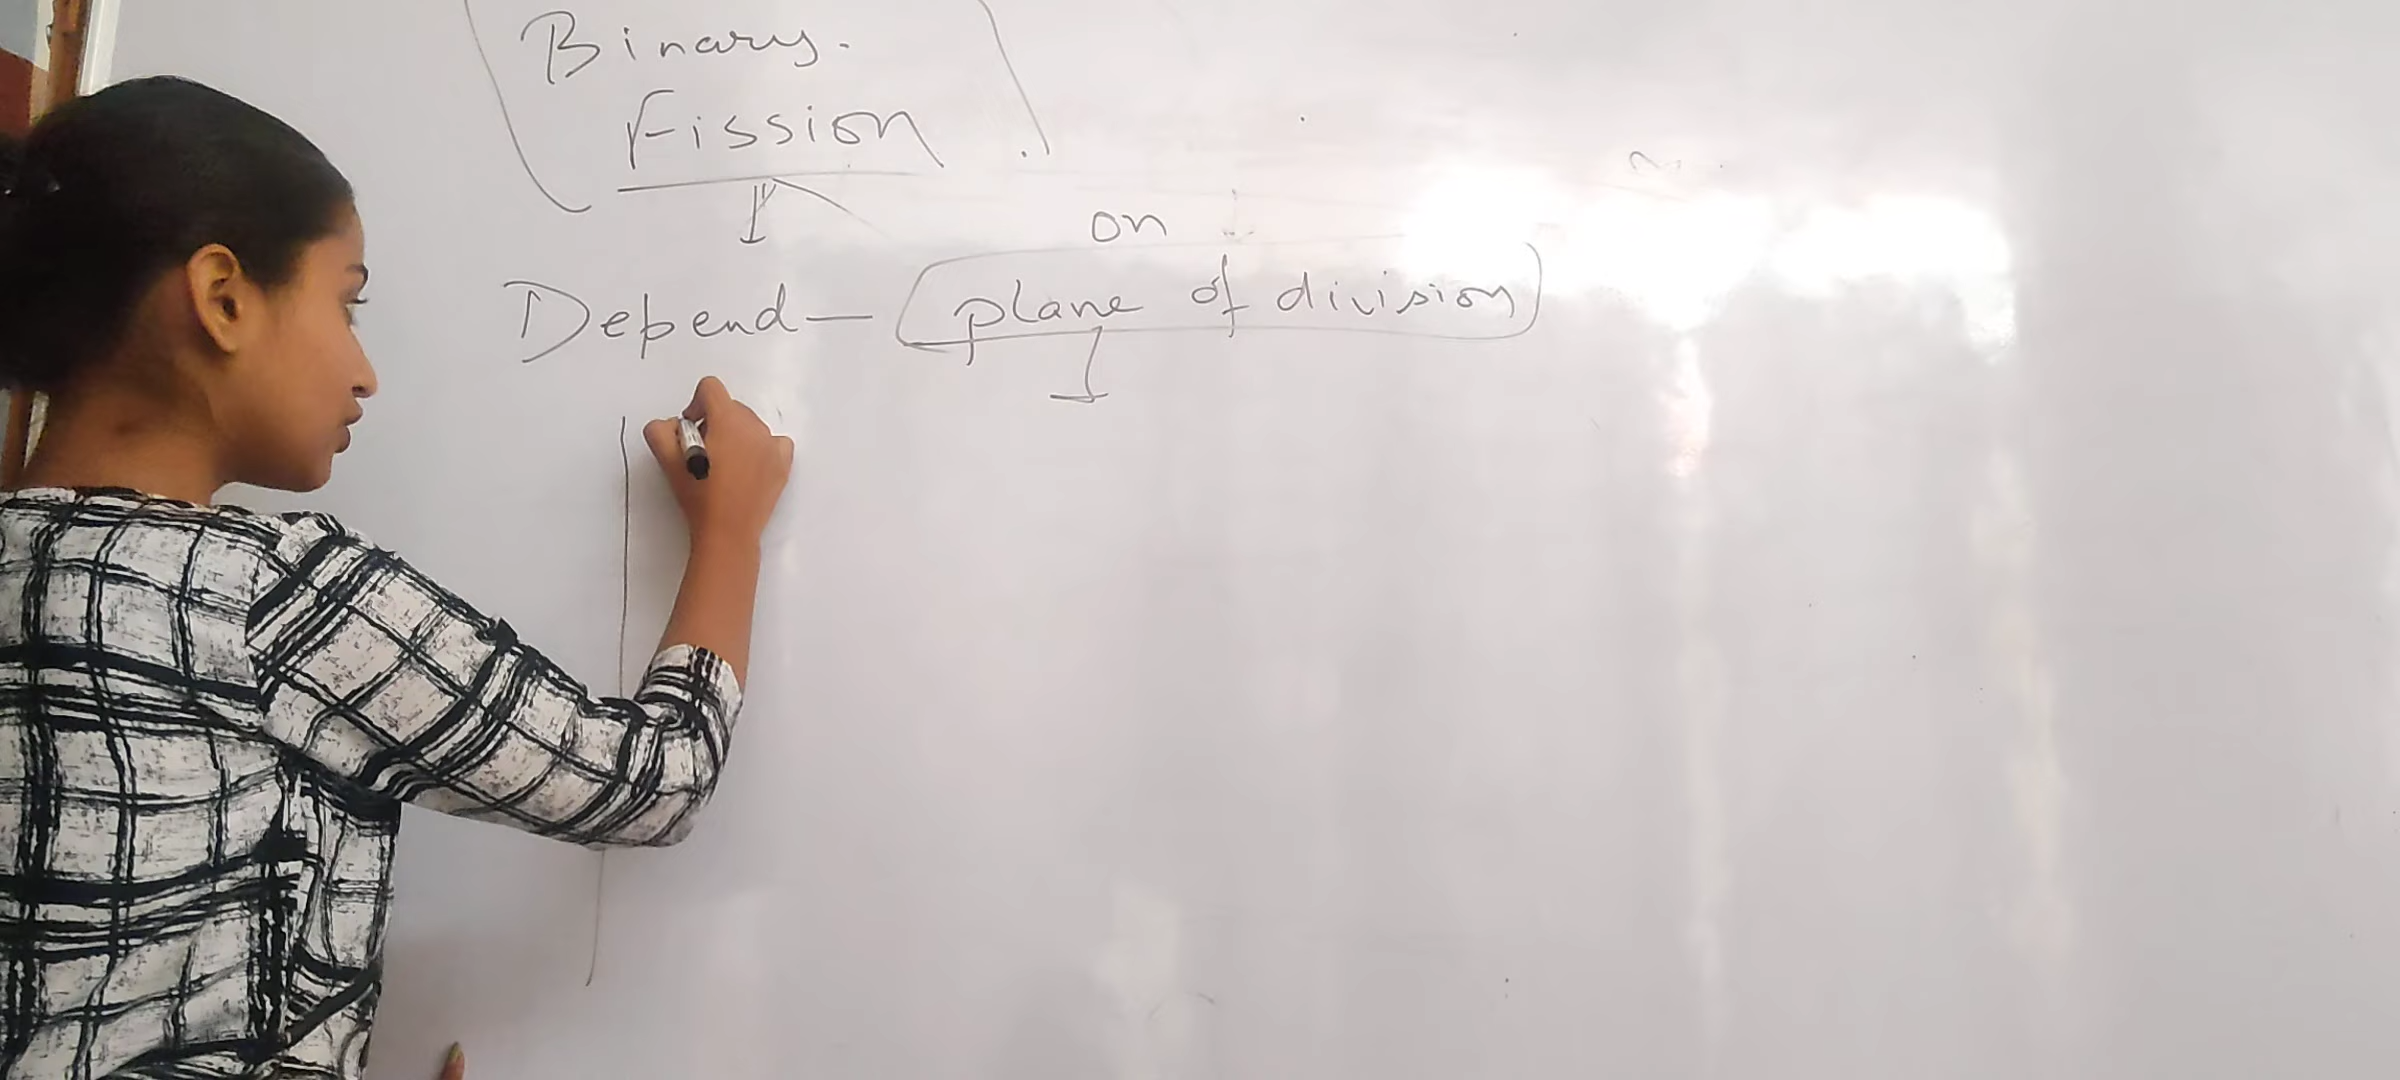 Binary.
Fission
on
Depend— plane of division